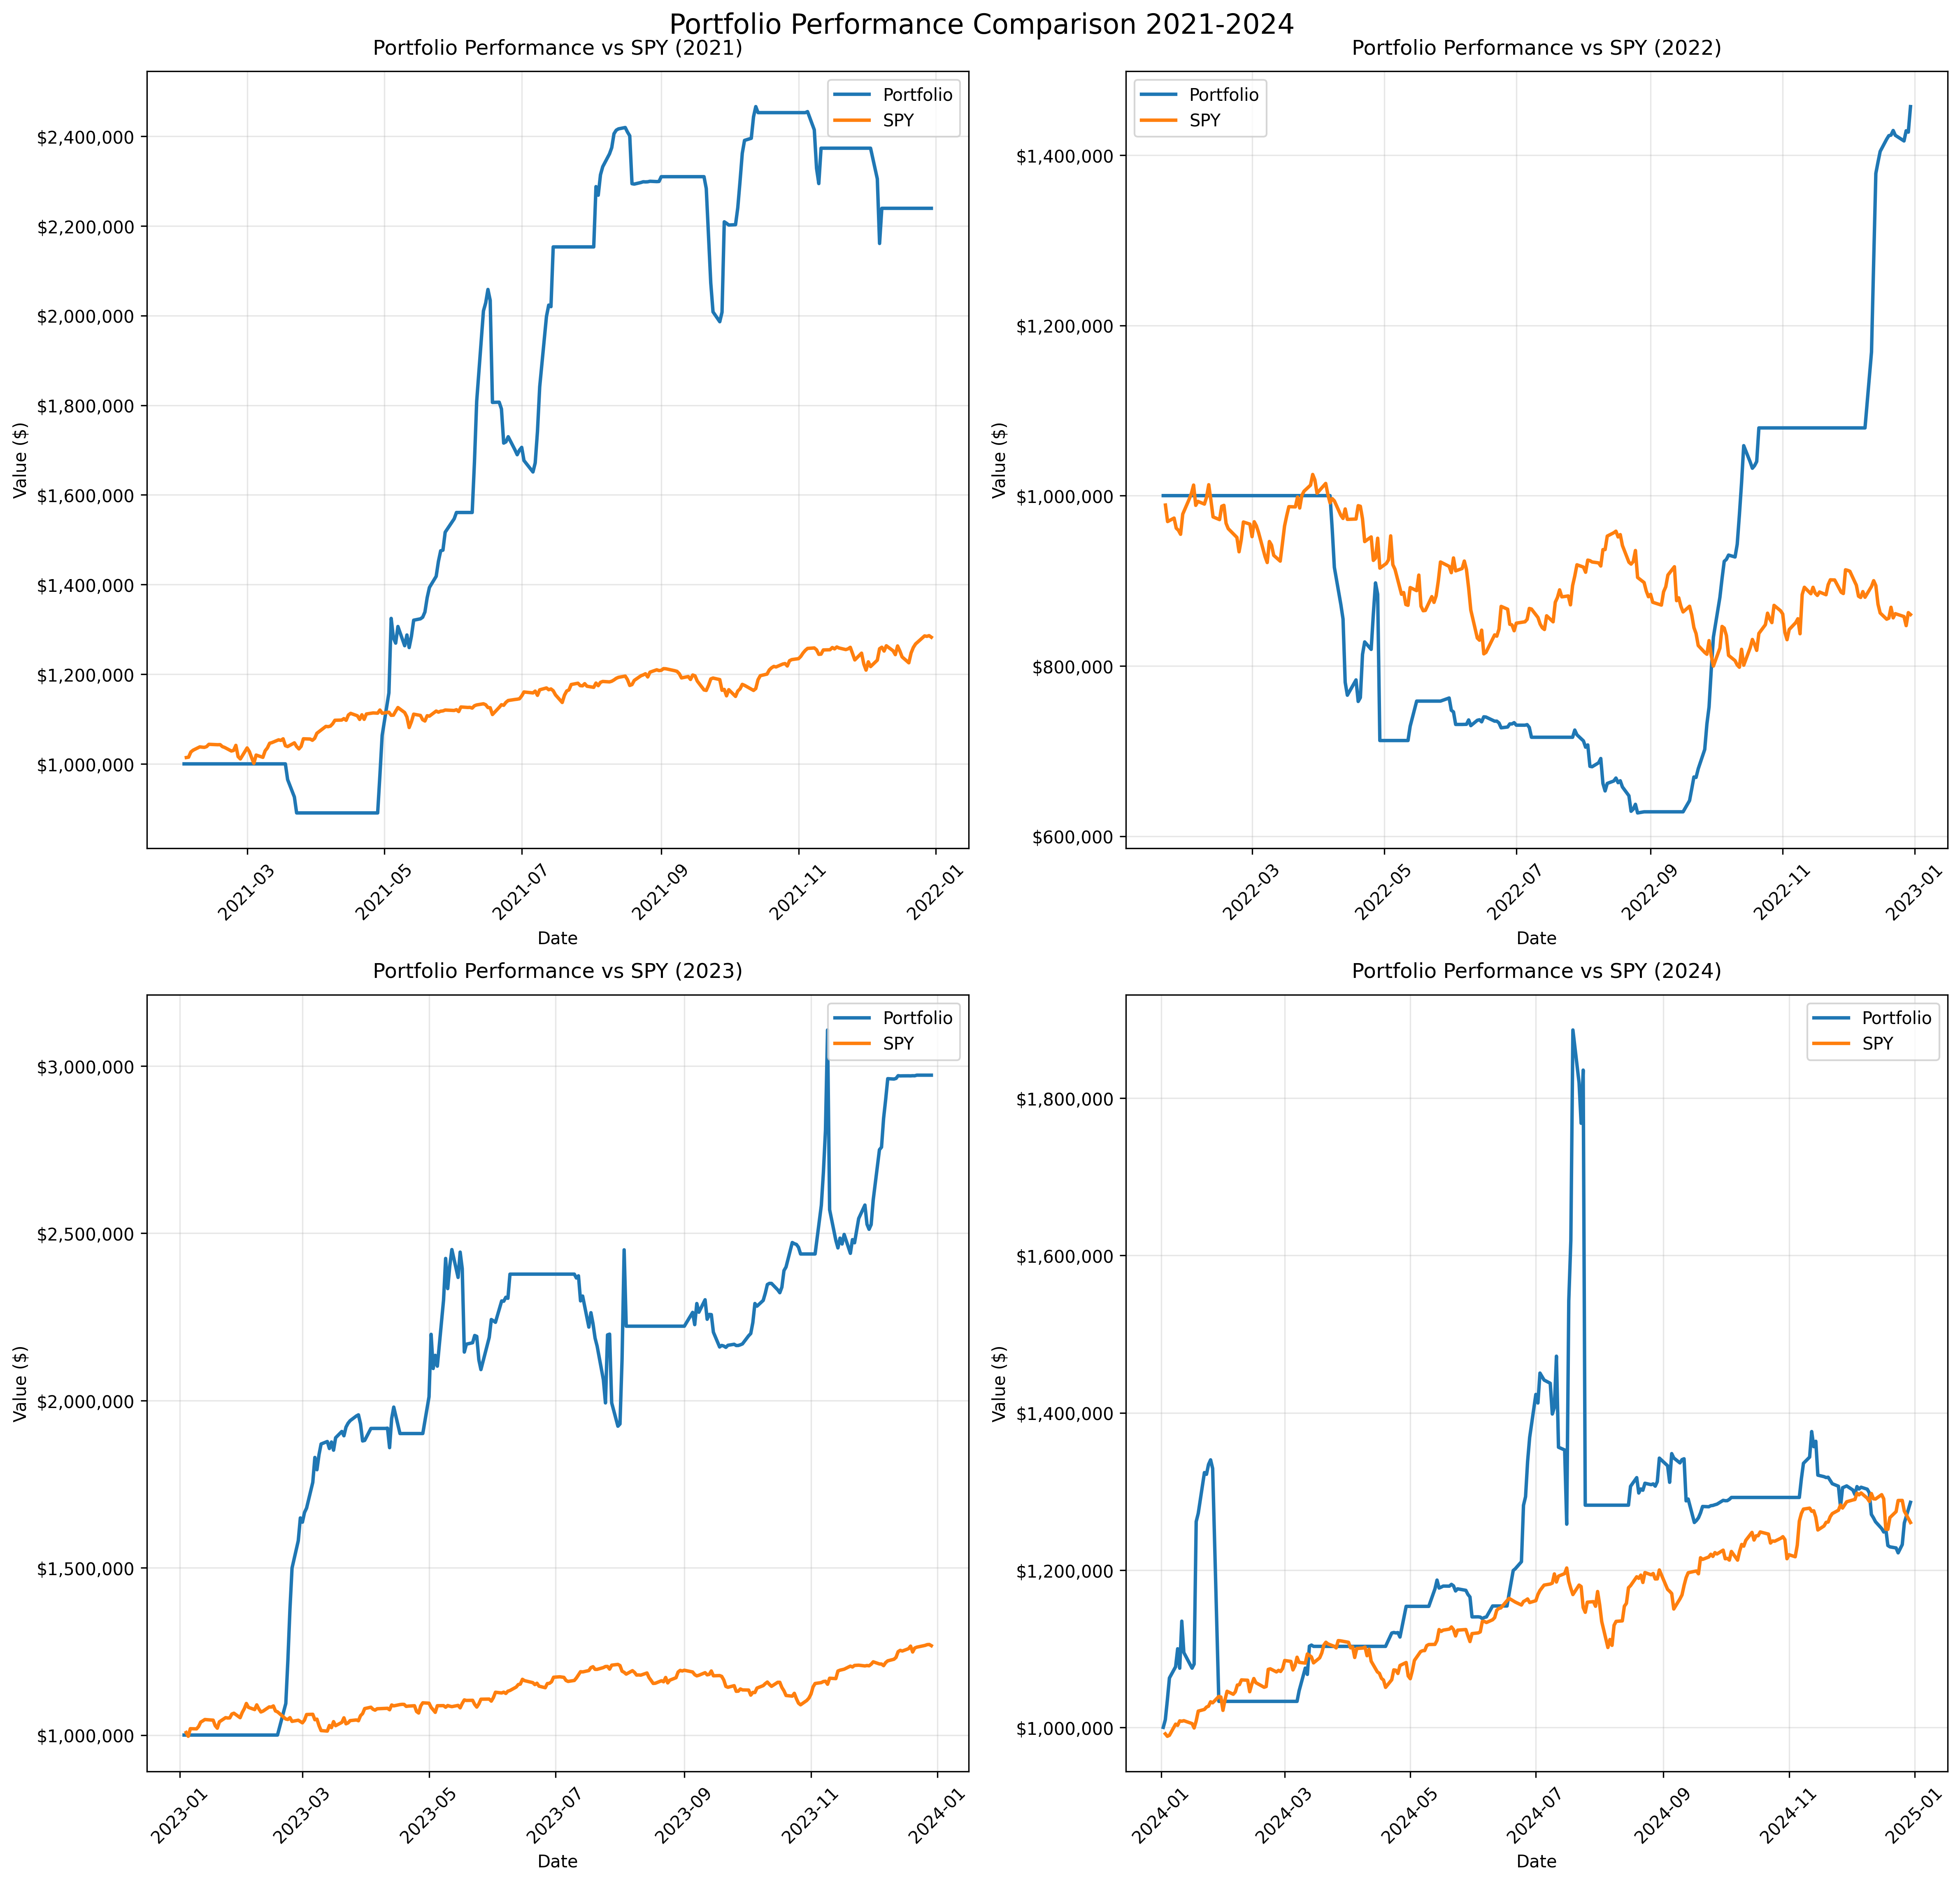 Portfolio Performance Comparison 2021-2024
Portfolio Performance vs SPY (2021)
Portfolio
SPY
Value ($)
$2,400,000
$2,200,000
$2,000,000
$1,800,000
$1,600,000
$1,400,000
$1,200,000
$1,000,000
2021-03
2021-05
2021-07
2021-09
2021-11
2022-01
Date
Portfolio Performance vs SPY (2022)
Portfolio
SPY
Value ($)
$1,400,000
$1,200,000
$1,000,000
$800,000
$600,000
2022-03
2022-05
2022-07
2022-09
2022-11
2023-01
Date
Portfolio Performance vs SPY (2023)
Portfolio
SPY
Value ($)
$3,000,000
$2,500,000
$2,000,000
$1,500,000
$1,000,000
2023-01
2023-03
2023-05
2023-07
2023-09
2023-11
2024-01
Date
Portfolio Performance vs SPY (2024)
Portfolio
SPY
Value ($)
$1,800,000
$1,600,000
$1,400,000
$1,200,000
$1,000,000
2024-01
2024-03
2024-05
2024-07
2024-09
2024-11
2025-01
Date